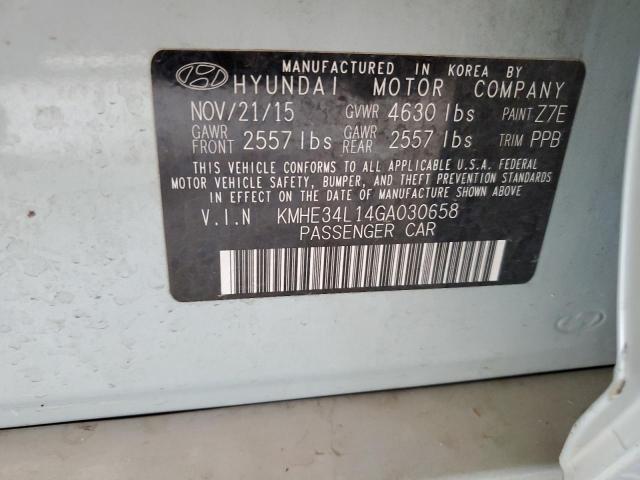 MANUFACTURED IN KOREA BY
HYUNDAI MOTOR COMPANY
NOV/21/15 GVWR 4630 lbs PAINT Z7E
GAWR FRONT 2557 lbs GAWR REAR 2557 lbs TRIM PPB
THIS VEHICLE CONFORMS TO ALL APPLICABLE U.S.A. FEDERAL
MOTOR VEHICLE SAFETY, BUMPER, AND THEFT PREVENTION STANDARDS
IN EFFECT ON THE DATE OF MANUFACTURE SHOWN ABOVE.
V.I.N KMHE34L14GA030658
PASSENGER CAR